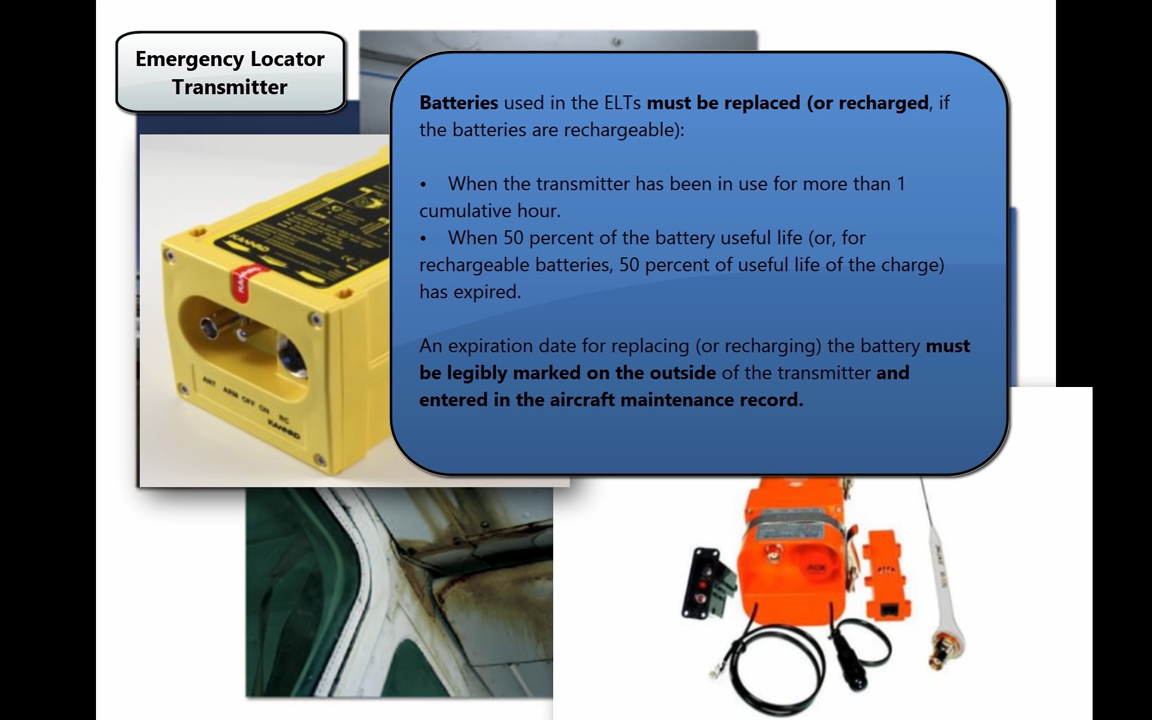 Emergency Locator
Transmitter
Batteries used in the ELTs must be replaced (or recharged, if
the batteries are rechargeable):
• When the transmitter has been in use for more than 1
cumulative hour.
• When 50 percent of the battery useful life (or, for
rechargeable batteries, 50 percent of useful life of the charge)
has expired.
An expiration date for replacing (or recharging) the battery must
be legibly marked on the outside of the transmitter and
entered in the aircraft maintenance record.
KANNAD
ANT ARM OFF ON RC
KANNAD
ACK